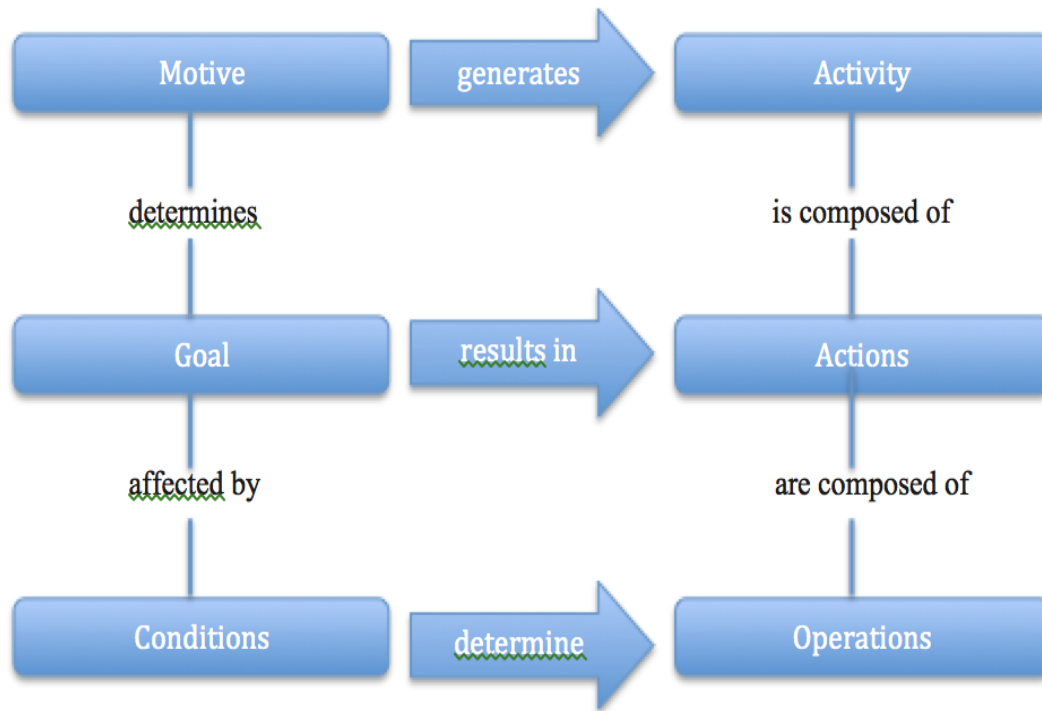 Motive
generates
Activity
determines
is composed of
Goal
results in
Actions
affected by
are composed of
Conditions
determine
Operations